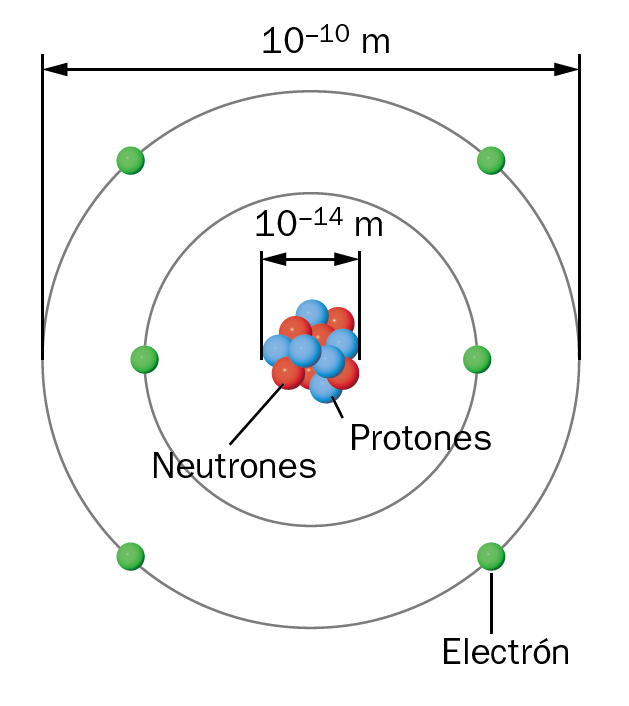 10⁻¹⁰ m
10⁻¹⁴ m
Protones
Neutrones
Electrón